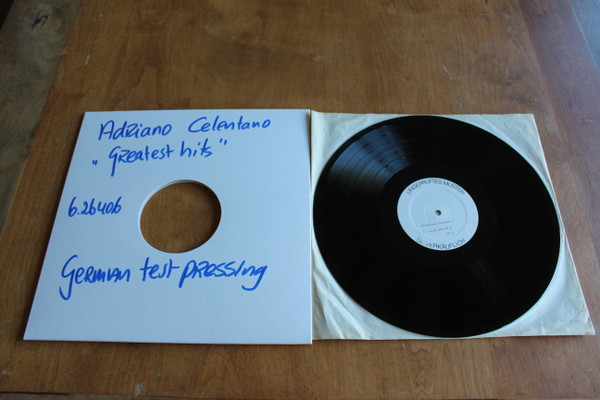 Adriano Celentano
„Greatest hits"
6.26406
German test pressing
UNGEPRÜFTES MUSTER
UNVERKÄUFLICH